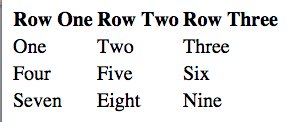 Row One Row Two Row Three
One Two Three
Four Five Six
Seven Eight Nine